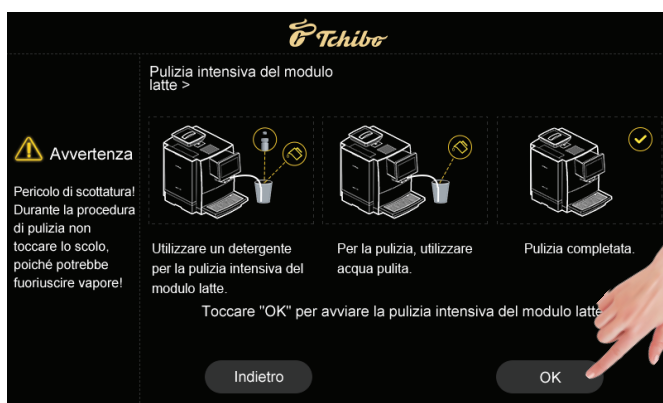 Tchibo
Pulizia intensiva del modulo
latte >
Avvertenza
Pericolo di scottatura!
Durante la procedura
di pulizia non
toccare lo scolo,
poiché potrebbe
fuoriuscire vapore!
Utilizzare un detergente
per la pulizia intensiva del
modulo latte.
Per la pulizia, utilizzare
acqua pulita.
Pulizia completata.
Toccare "OK" per avviare la pulizia intensiva del modulo latte
Indietro
OK